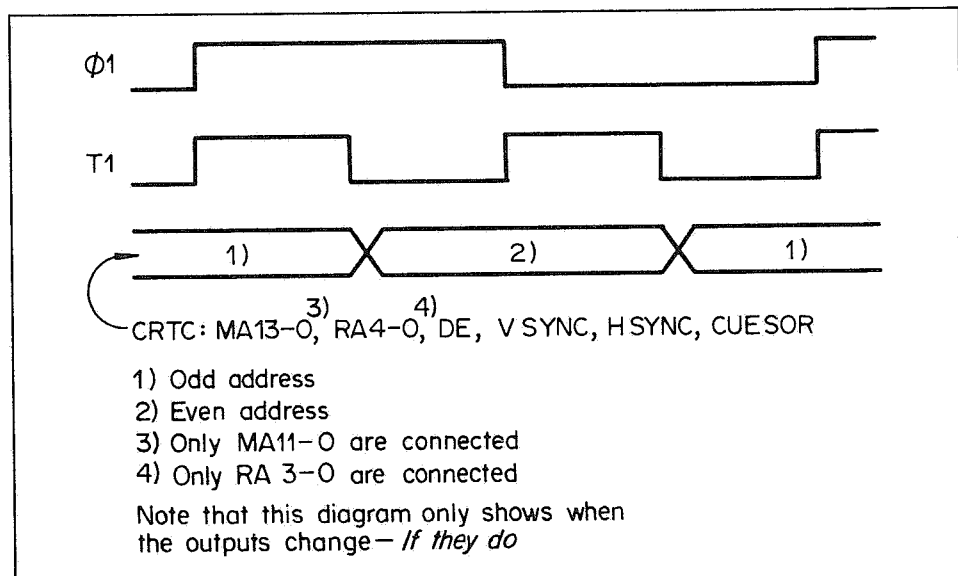 Φ1
T1
1) 2) 1)
CRTC: MA13-0,3) RA4-0,4) DE, VSYNC, HSYNC, CUESOR
1) Odd address
2) Even address
3) Only MA11-0 are connected
4) Only RA 3-0 are connected
Note that this diagram only shows when
the outputs change— If they do